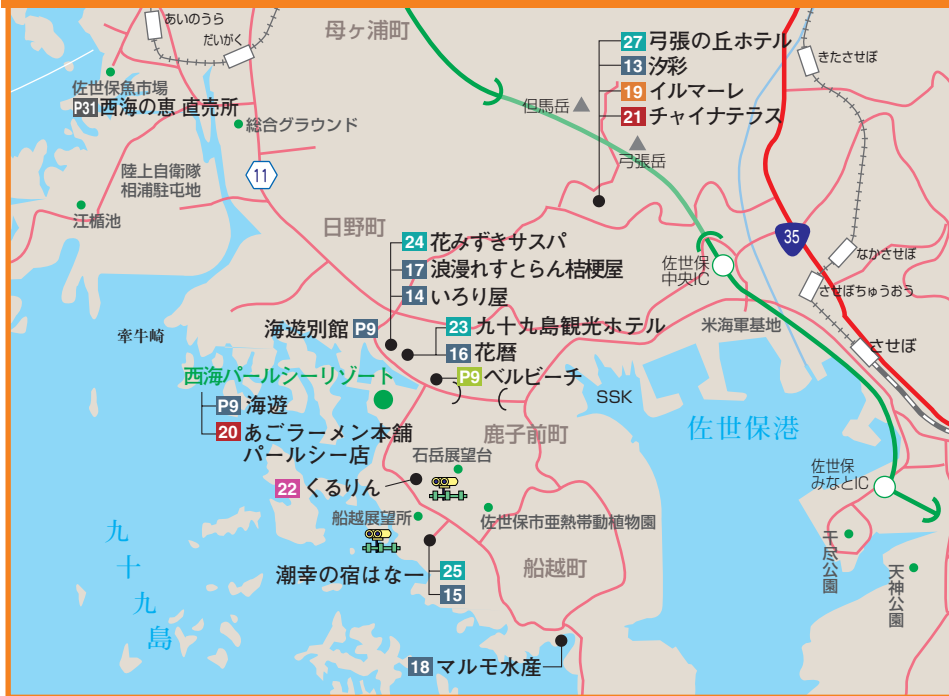 あいのうら
だいがく
母ヶ浦町
佐世保魚市場
P31 西海の恵 直売所
総合グラウンド
陸上自衛隊
相浦駐屯地
11
江楯池
日野町
牽牛崎
但馬岳
弓張岳
27 弓張の丘ホテル
13 汐彩
19 イルマーレ
21 チャイナテラス
きたさせぼ
35
なかさせぼ
させぼちゅうおう
させぼ
佐世保
中央IC
米海軍基地
24 花みずきサスパ
17 浪漫れすとらん桔梗屋
14 いろり屋
海遊別館 P9
23 九十九島観光ホテル
16 花暦
P9 ベルビーチ
西海パールシーリゾート
P9 海遊
20 あごラーメン本舗
パールシー店
SSK
佐世保港
鹿子前町
石岳展望台
22 くるりん
船越展望所
佐世保市亜熱帯動植物園
佐世保
みなとIC
干尽公園
天神公園
九十九島
潮幸の宿はな一 25
15
船越町
18 マルモ水産